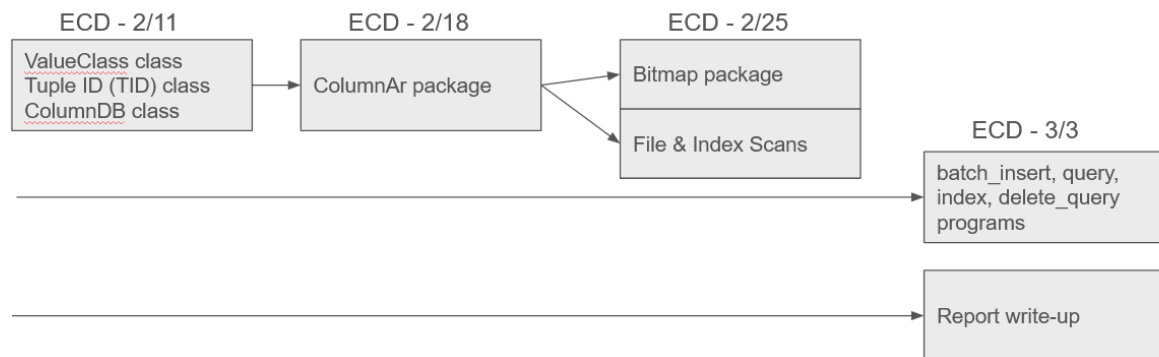 ECD - 2/11
ECD - 2/18
ECD - 2/25
ValueClass class
Tuple ID (TID) class
ColumnDB class
ColumnAr package
Bitmap package
File & Index Scans
ECD - 3/3
batch_insert, query,
index, delete_query
programs
Report write-up